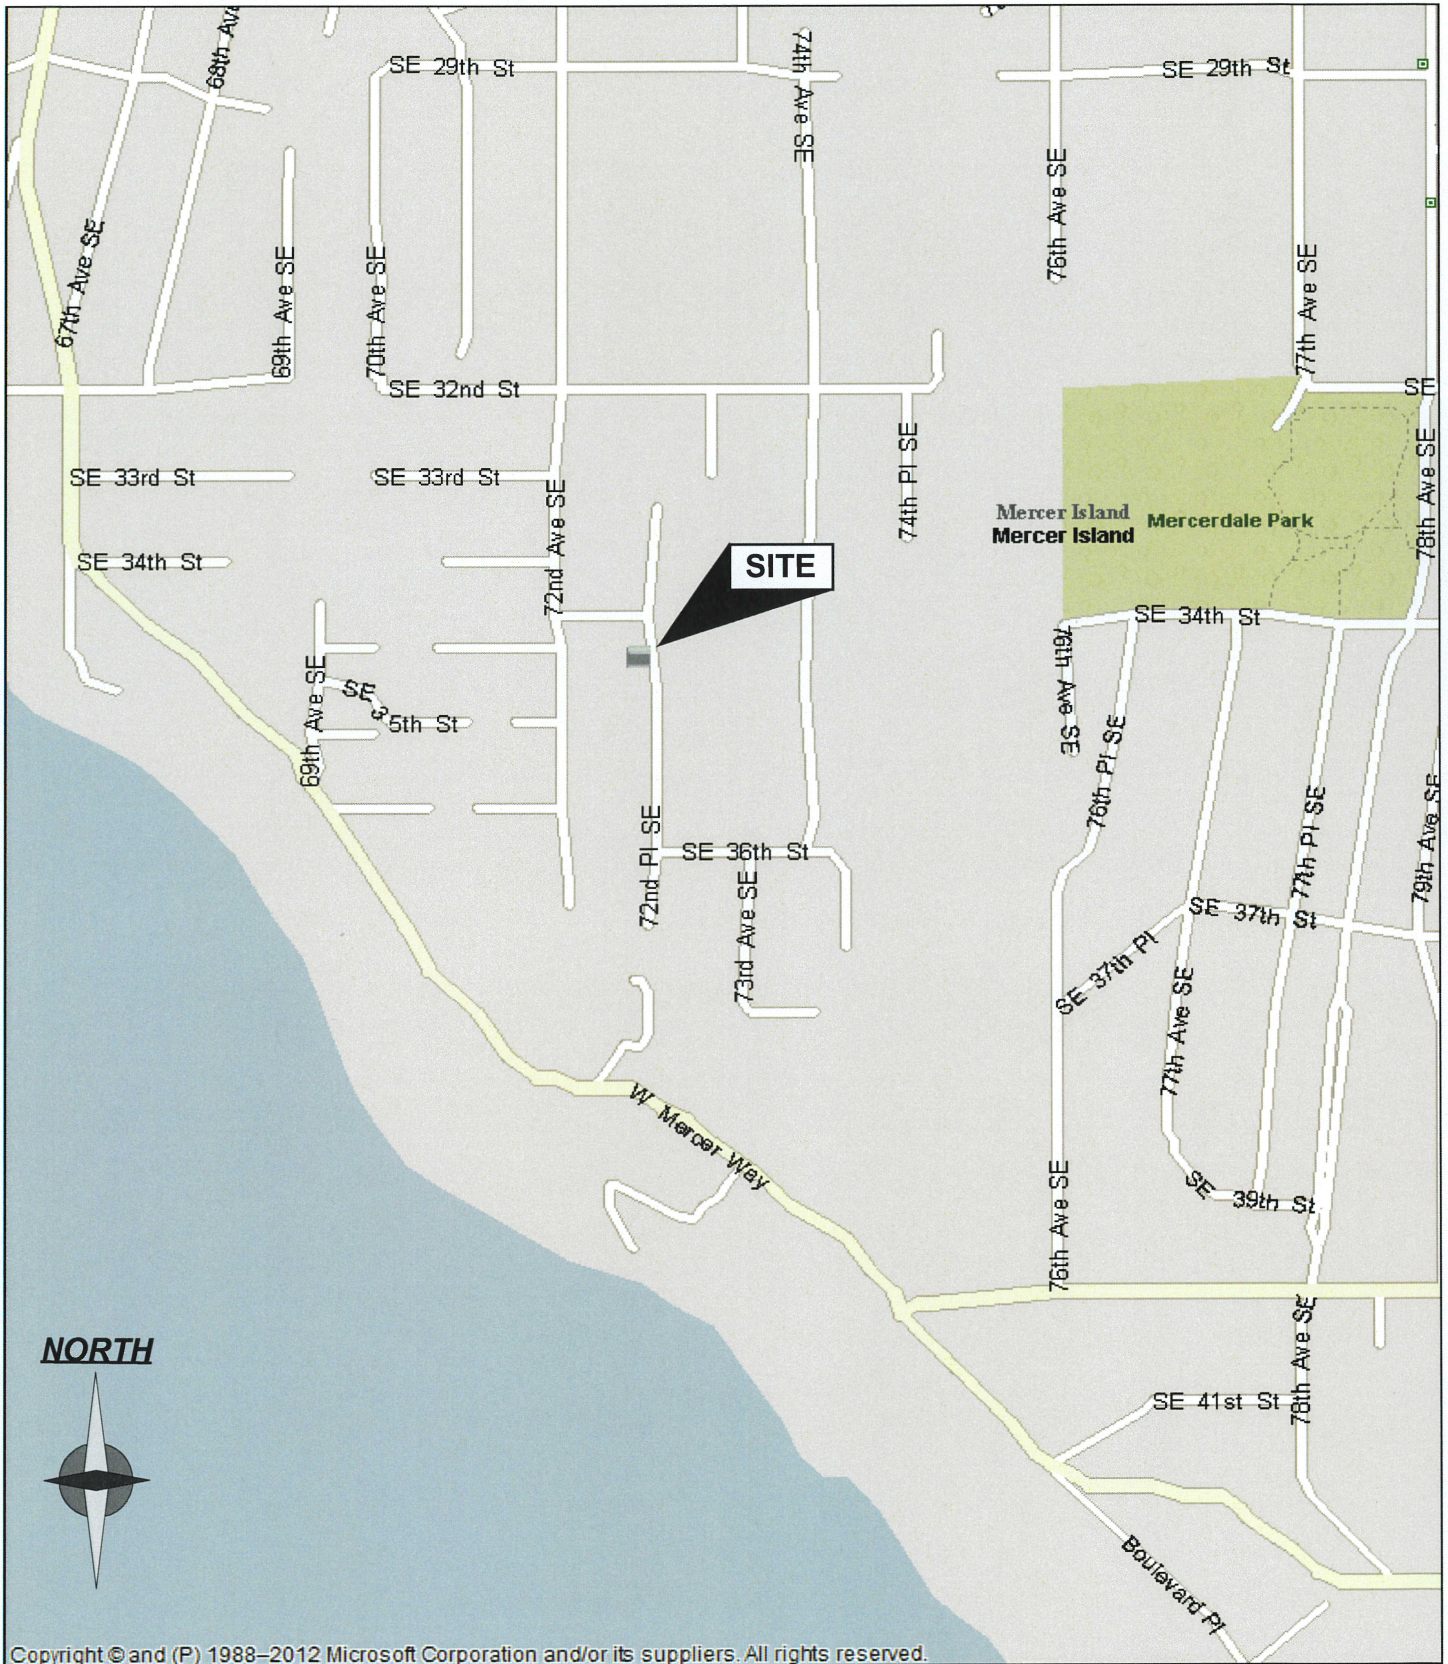 68th Ave
SE 29th St
74th Ave SE
SE 29th St
76th Ave SE
67th Ave SE
69th Ave SE
70th Ave SE
77th Ave SE
SE 32nd St
SE
SE 33rd St
SE 33rd St
74th Pl SE
78th Ave SE
72nd Ave SE
Mercer Island
Mercer Island
Mercerdale Park
SE 34th St
SITE
SE 34th St
76th Ave SE
69th Ave SE
SE 35th St
76th Pl SE
77th Pl SE
79th Ave SE
72nd Pl SE
SE 36th St
73rd Ave SE
SE 37th St
SE 37th Pl
77th Ave SE
W Mercer Way
76th Ave SE
SE 39th St
78th Ave SE
NORTH
SE 41st St
Boulevard Pl
Copyright © and (P) 1988–2012 Microsoft Corporation and/or its suppliers. All rights reserved.